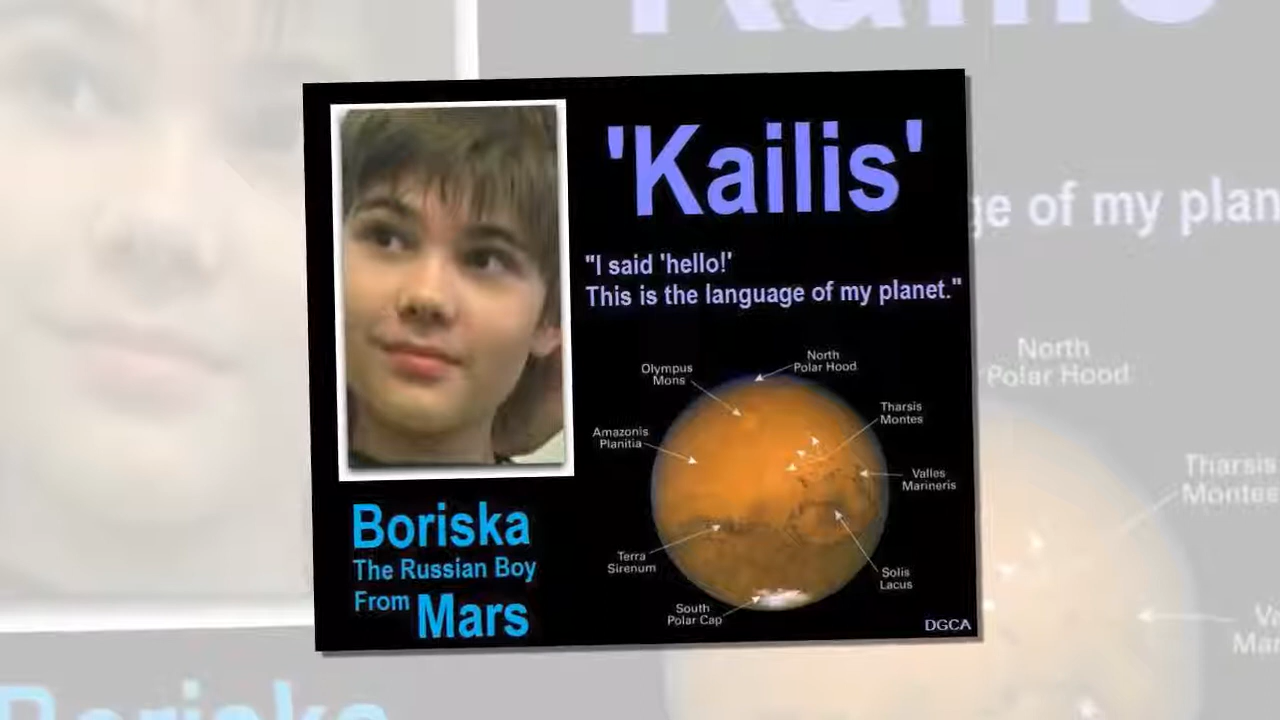 'Kailis'
"I said 'hello!'
This is the language of my planet."
Boriska
The Russian Boy
From Mars
North
Polar Hood
Olympus
Mons
Tharsis
Montes
Amazonis
Planitia
Valles
Marineris
Terra
Sirenum
Solis
Lacus
South
Polar Cap
DGCA
ge of my plan
North
Polar Hood
Tharsis
Montes
Boriska